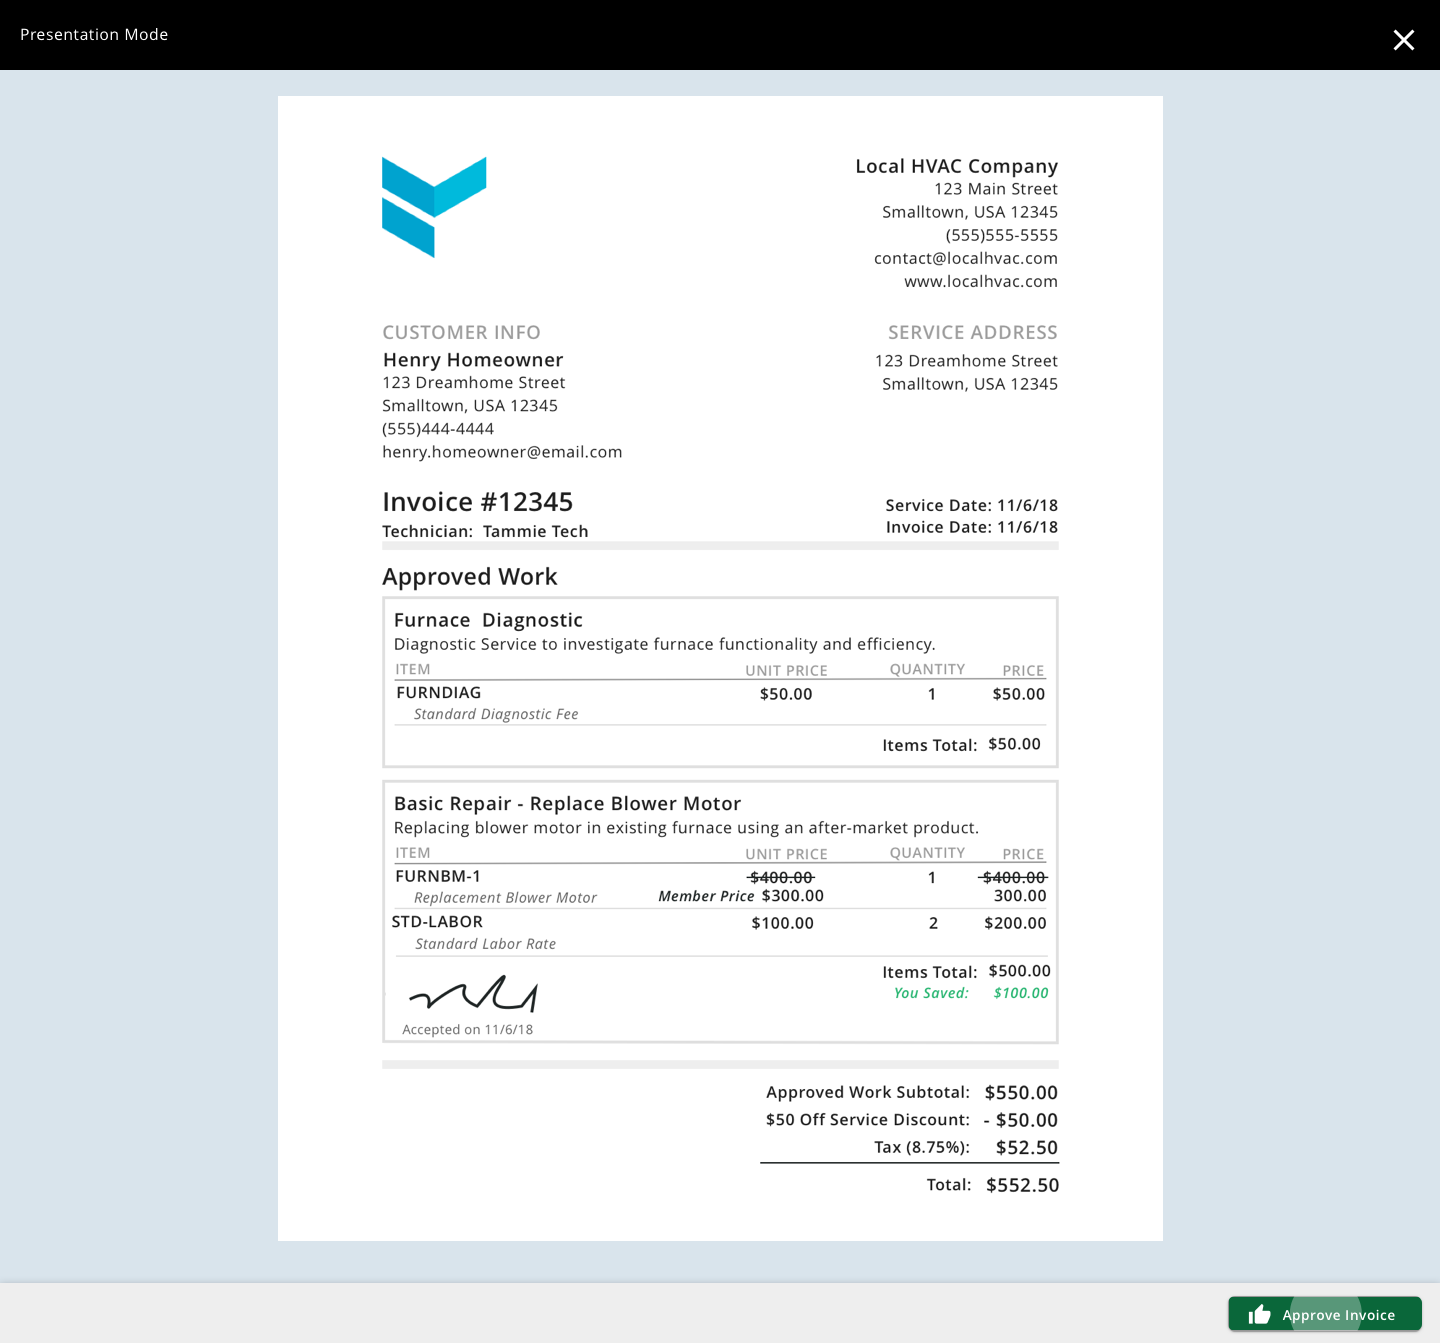 Presentation Mode
Local HVAC Company
123 Main Street
Smalltown, USA 12345
(555)555-5555
contact@localhvac.com
www.localhvac.com
CUSTOMER INFO
Henry Homeowner
123 Dreamhome Street
Smalltown, USA 12345
(555)444-4444
henry.homeowner@email.com
SERVICE ADDRESS
123 Dreamhome Street
Smalltown, USA 12345
Invoice #12345
Technician: Tammie Tech
Service Date: 11/6/18
Invoice Date: 11/6/18
Approved Work
Furnace Diagnostic
Diagnostic Service to investigate furnace functionality and efficiency.
ITEM UNIT PRICE QUANTITY PRICE
FURNDIAG $50.00 1 $50.00
Standard Diagnostic Fee
Items Total: $50.00
Basic Repair - Replace Blower Motor
Replacing blower motor in existing furnace using an after-market product.
ITEM UNIT PRICE QUANTITY PRICE
FURNBM-1 $400.00 1 $400.00
Replacement Blower Motor Member Price $300.00 300.00
STD-LABOR $100.00 2 $200.00
Standard Labor Rate
Items Total: $500.00
You Saved: $100.00
Accepted on 11/6/18
Approved Work Subtotal: $550.00
$50 Off Service Discount: - $50.00
Tax (8.75%): $52.50
Total: $552.50
Approve Invoice